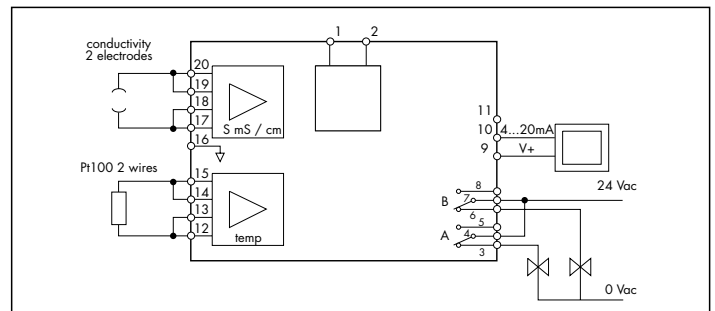 conductivity
2 electrodes
1 2
20
19
18
17
S mS / cm
16
Pt100 2 wires
15
14
13
12
temp
11
10 4...20mA
9 V+
8
B 7
6
5
A 4
3
24 Vac
0 Vac